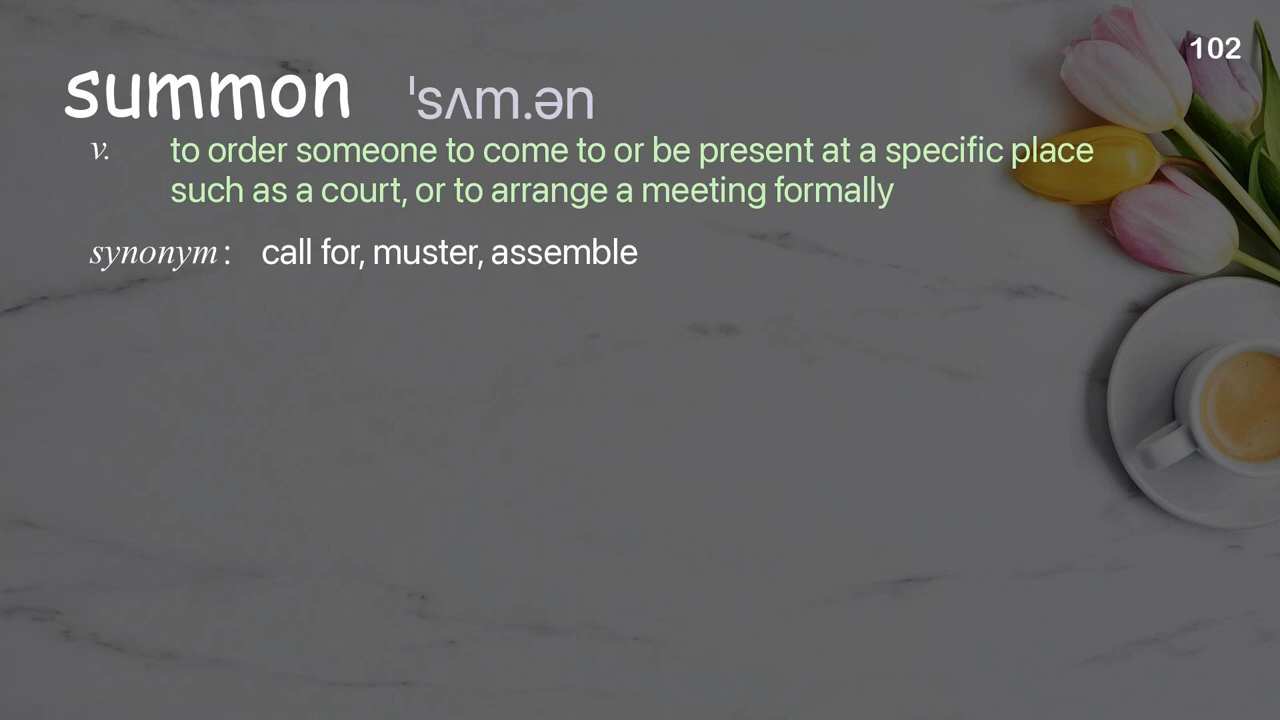 102
summon ˈsʌm.ən
v. to order someone to come to or be present at a specific place
such as a court, or to arrange a meeting formally
synonym : call for, muster, assemble